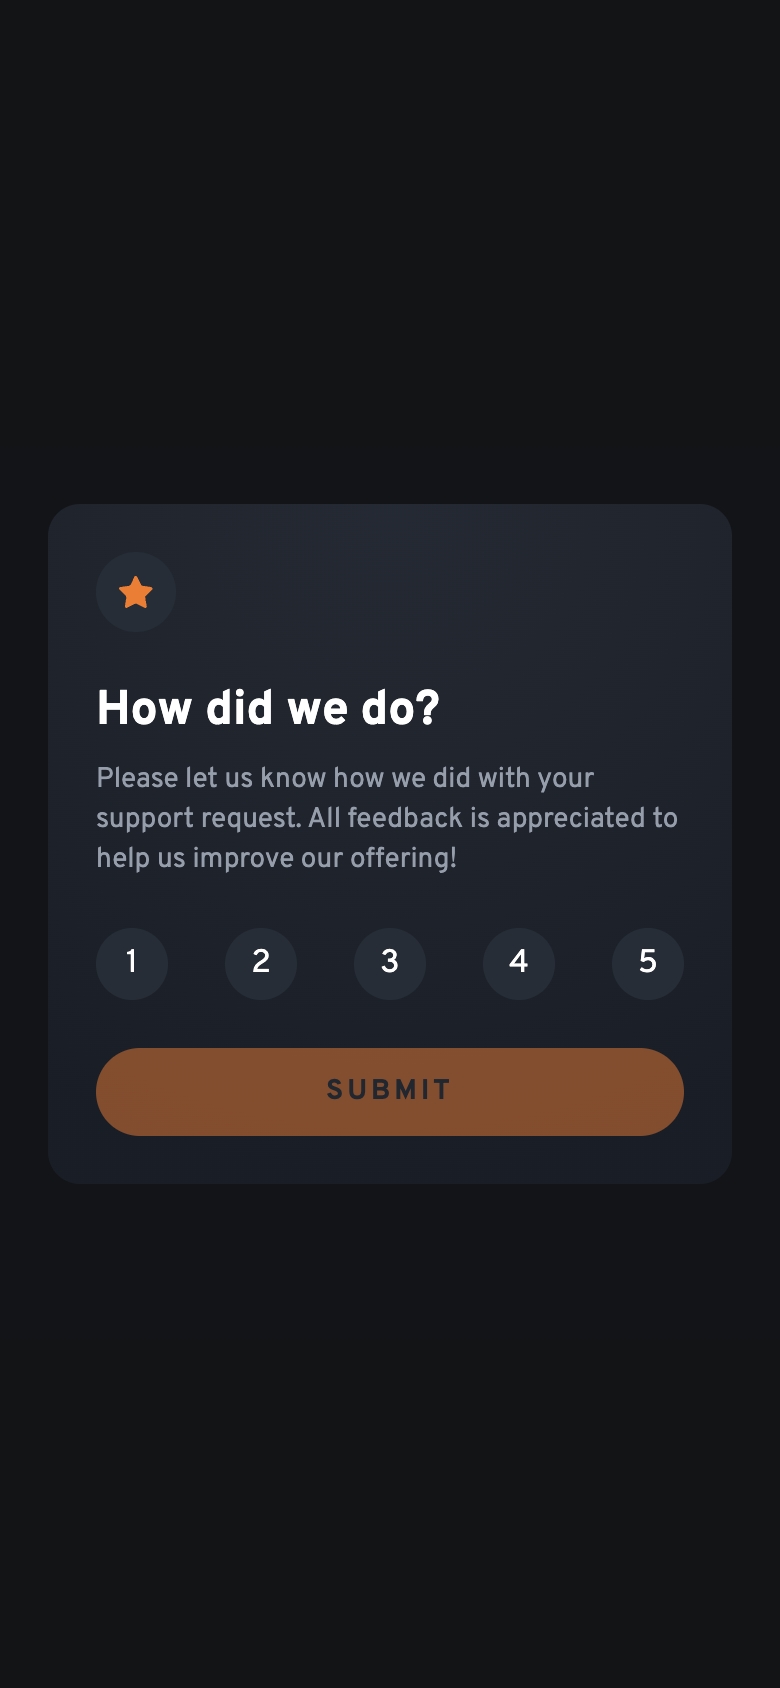 How did we do?
Please let us know how we did with your
support request. All feedback is appreciated to
help us improve our offering!
1 2 3 4 5
SUBMIT